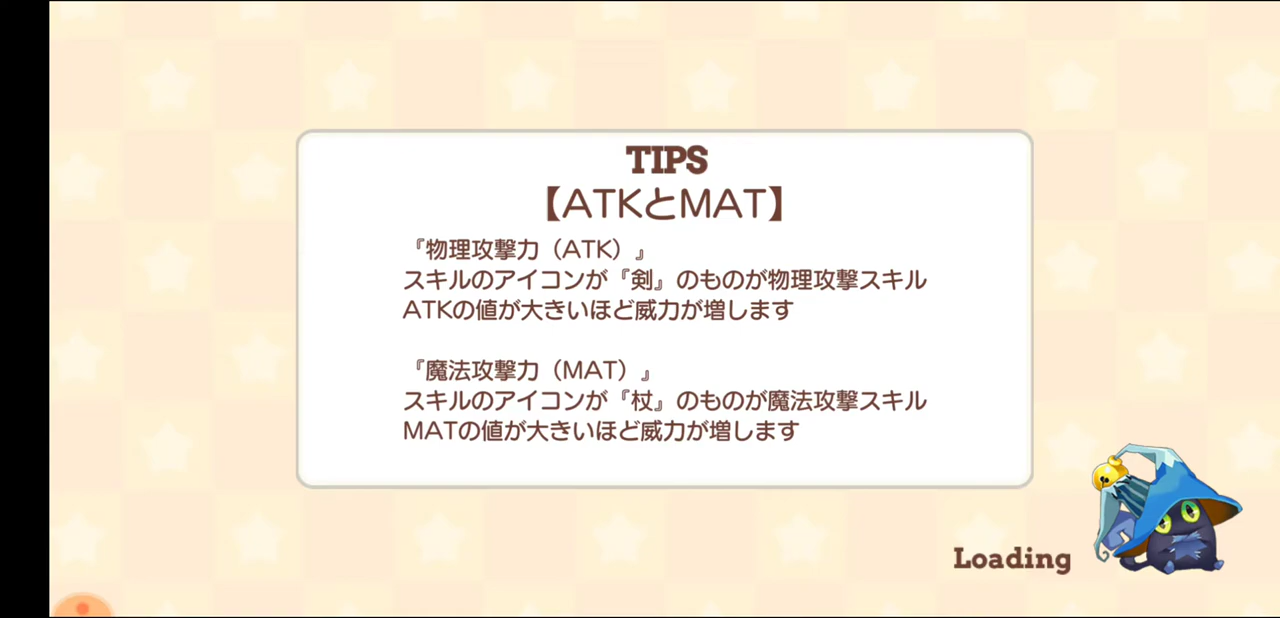 TIPS
【ATKとMAT】
『物理攻撃力（ATK）』
スキルのアイコンが『剣』のものが物理攻撃スキル
ATKの値が大きいほど威力が増します
『魔法攻撃力（MAT）』
スキルのアイコンが『杖』のものが魔法攻撃スキル
MATの値が大きいほど威力が増します
Loading